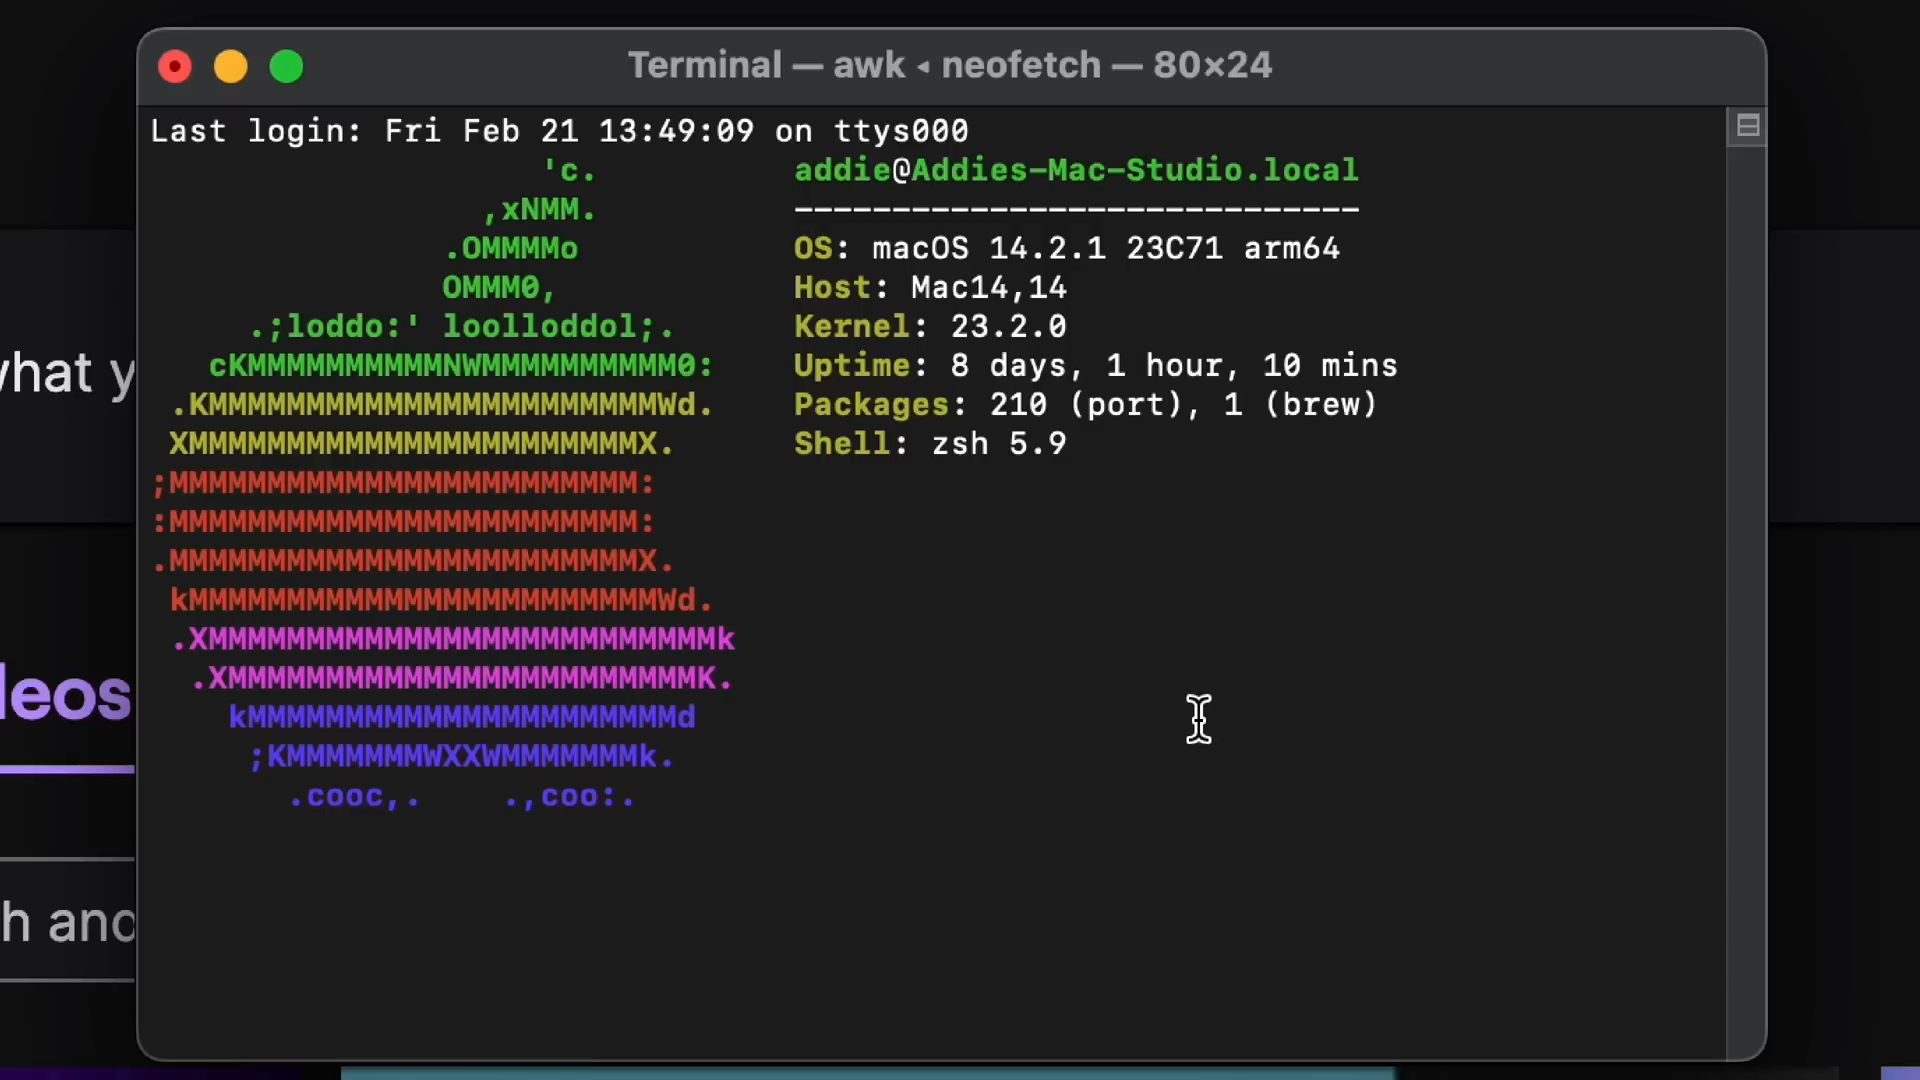 Terminal — awk ◂ neofetch — 80×24
Last login: Fri Feb 21 13:49:09 on ttys000
'c. addie@Addies-Mac-Studio.local
,xNMM. -----------------------------
.OMMMMo OS: macOS 14.2.1 23C71 arm64
OMMM0, Host: Mac14,14
.;loddo:' loolloddol;. Kernel: 23.2.0
cKMMMMMMMMMMNWMMMMMMMMMM0: Uptime: 8 days, 1 hour, 10 mins
.KMMMMMMMMMMMMMMMMMMMMMMMWd. Packages: 210 (port), 1 (brew)
XMMMMMMMMMMMMMMMMMMMMMMMX. Shell: zsh 5.9
;MMMMMMMMMMMMMMMMMMMMMMMM:
:MMMMMMMMMMMMMMMMMMMMMMMM:
.MMMMMMMMMMMMMMMMMMMMMMMMX.
kMMMMMMMMMMMMMMMMMMMMMMMMWd.
.XMMMMMMMMMMMMMMMMMMMMMMMMMMk
.XMMMMMMMMMMMMMMMMMMMMMMMMK.
kMMMMMMMMMMMMMMMMMMMMMMd
;KMMMMMMMWXXWMMMMMMMk.
.cooc,. .,coo:.
what y
leos
h and